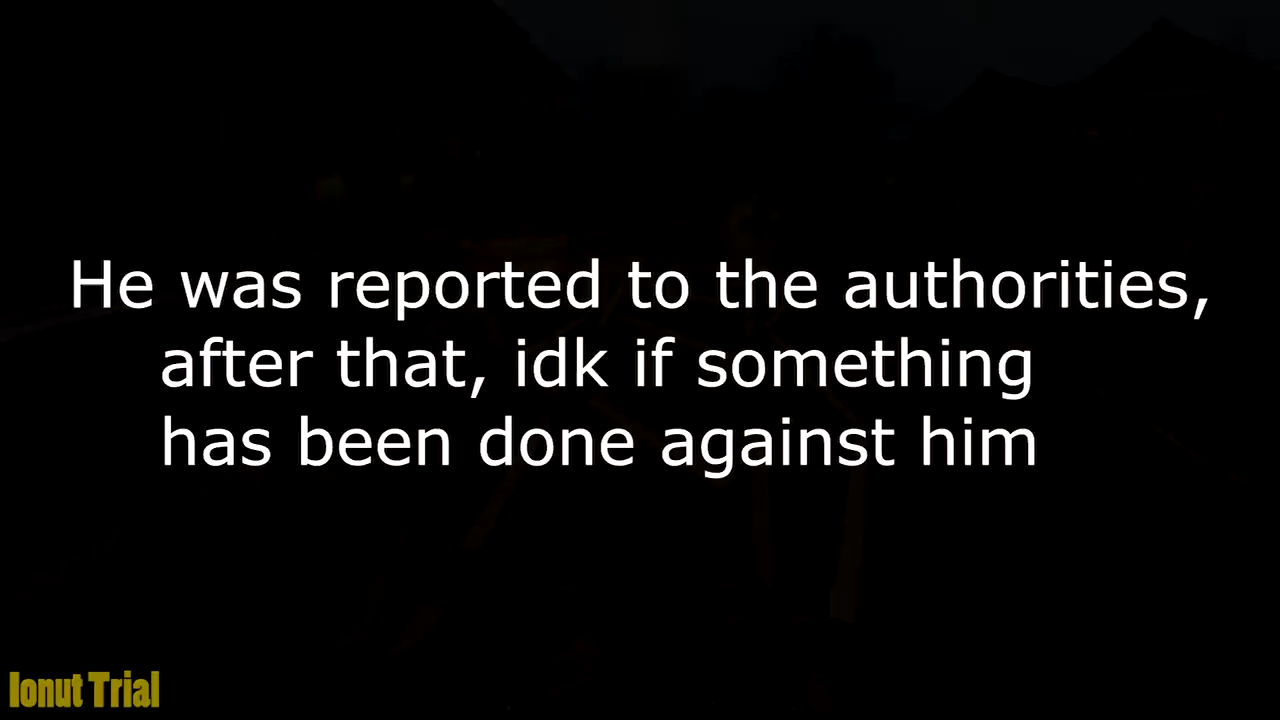 He was reported to the authorities,
after that, idk if something
has been done against him
Ionut Trial